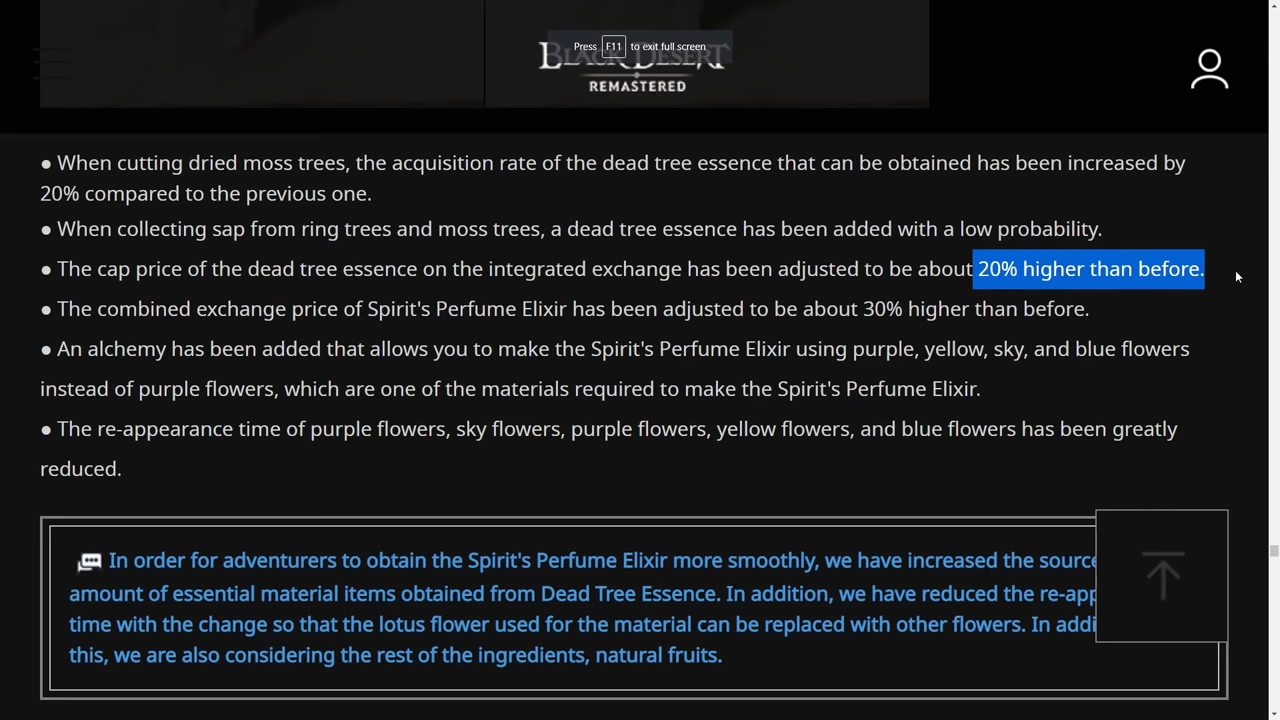 Press F11 to exit full screen
BLACK DESERT
REMASTERED
● When cutting dried moss trees, the acquisition rate of the dead tree essence that can be obtained has been increased by
20% compared to the previous one.
● When collecting sap from ring trees and moss trees, a dead tree essence has been added with a low probability.
● The cap price of the dead tree essence on the integrated exchange has been adjusted to be about 20% higher than before.
● The combined exchange price of Spirit's Perfume Elixir has been adjusted to be about 30% higher than before.
● An alchemy has been added that allows you to make the Spirit's Perfume Elixir using purple, yellow, sky, and blue flowers
instead of purple flowers, which are one of the materials required to make the Spirit's Perfume Elixir.
● The re-appearance time of purple flowers, sky flowers, purple flowers, yellow flowers, and blue flowers has been greatly
reduced.
In order for adventurers to obtain the Spirit's Perfume Elixir more smoothly, we have increased the source
amount of essential material items obtained from Dead Tree Essence. In addition, we have reduced the re-app
time with the change so that the lotus flower used for the material can be replaced with other flowers. In addi
this, we are also considering the rest of the ingredients, natural fruits.